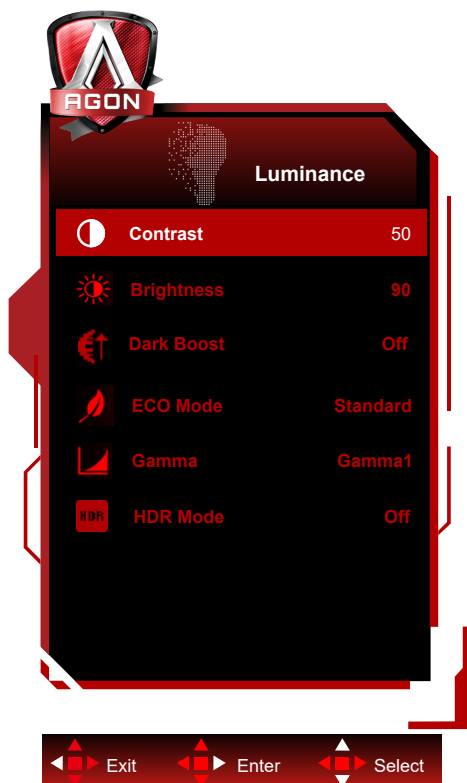 AGON
Luminance
Contrast 50
Brightness 90
Dark Boost Off
ECO Mode Standard
Gamma Gamma1
HDR HDR Mode Off
Exit Enter Select